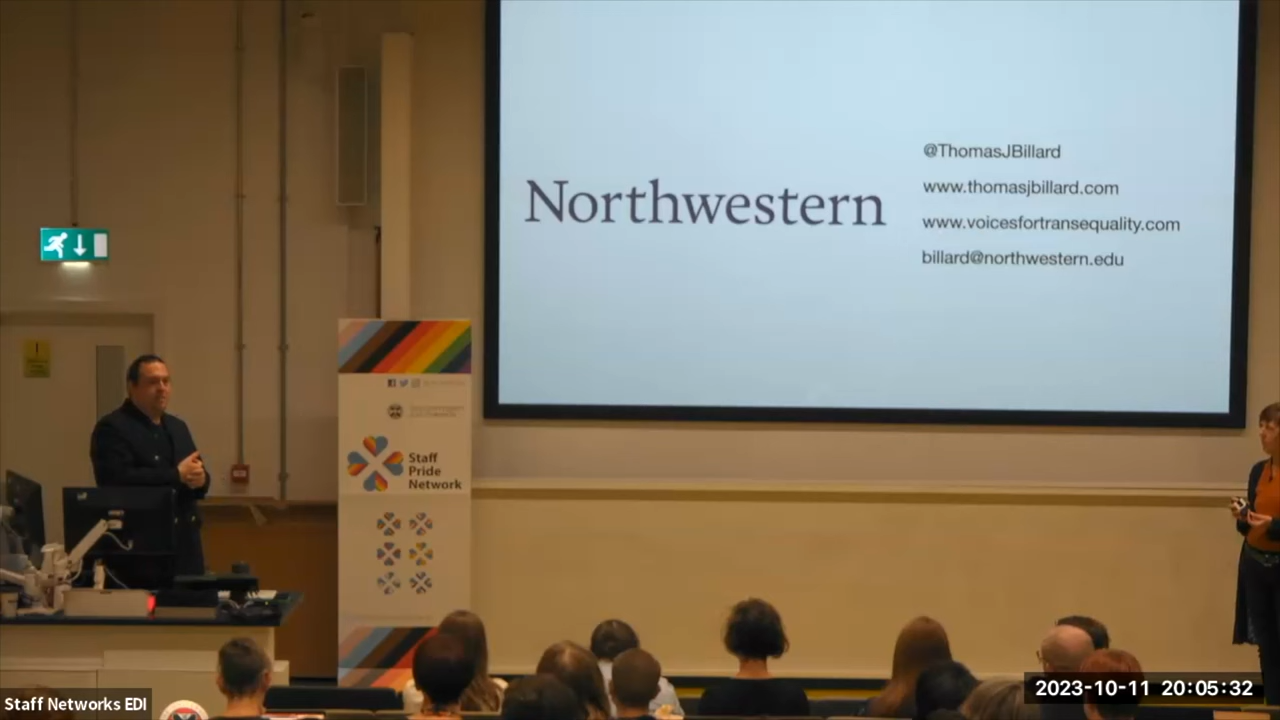 @ThomasJBillard
www.thomasjbillard.com
Northwestern
www.voicesfortransequality.com
billard@northwestern.edu
Staff
Pride
Network
Staff Networks EDI
2023-10-11 20:05:32